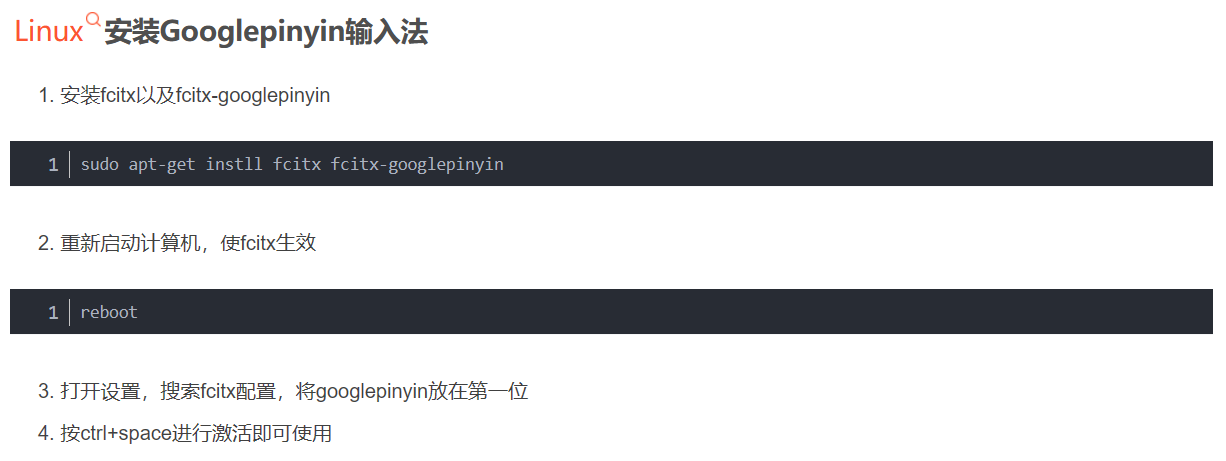 Linux安装Googlepinyin输入法
1. 安装fcitx以及fcitx-googlepinyin
1 sudo apt-get instll fcitx fcitx-googlepinyin
2. 重新启动计算机，使fcitx生效
1 reboot
3. 打开设置，搜索fcitx配置，将googlepinyin放在第一位
4. 按ctrl+space进行激活即可使用